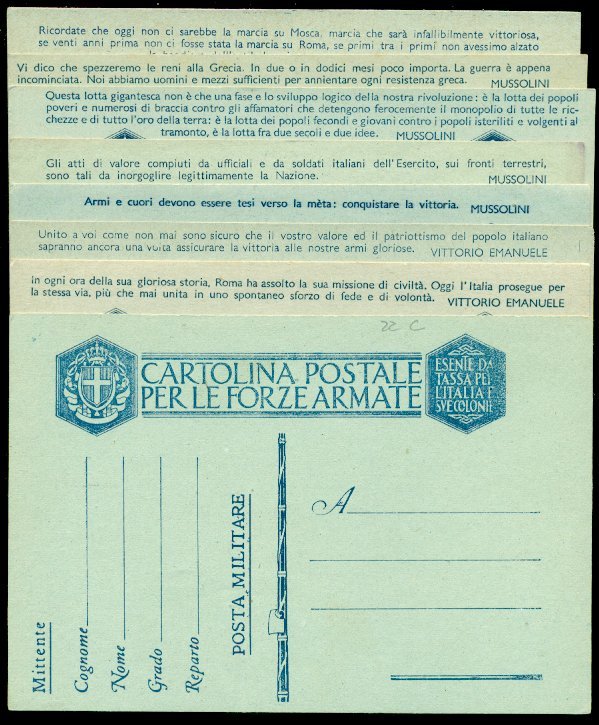 Ricordate che oggi non ci sarebbe la marcia su Mosca, marcia che sarà infallibilmente vittoriosa,
se venti anni prima non ci fosse stata la marcia su Roma, se primi tra i primi non avessimo alzato
Vi dico che spezzeremo le reni alla Grecia. In due o in dodici mesi poco importa. La guerra è appena
incominciata. Noi abbiamo uomini e mezzi sufficienti per annientare ogni resistenza greca. MUSSOLINI
Questa lotta gigantesca non è che una fase e lo sviluppo logico della nostra rivoluzione: è la lotta dei popoli
poveri e numerosi di braccia contro gli affamatori che detengono ferocemente il monopolio di tutte le ric-
chezze e di tutto l'oro della terra: è la lotta dei popoli fecondi e giovani contro i popoli isteriliti e volgenti al
tramonto, è la lotta fra due secoli e due idee. MUSSOLINI
Gli atti di valore compiuti da ufficiali e da soldati italiani dell'Esercito, sui fronti terrestri,
sono tali da inorgoglire legittimamente la Nazione. MUSSOLINI
Armi e cuori devono essere tesi verso la mèta: conquistare la vittoria. MUSSOLINI
Unito a voi come non mai sono sicuro che il vostro valore ed il patriottismo del popolo italiano
sapranno ancora una volta assicurare la vittoria alle nostre armi gloriose. VITTORIO EMANUELE
In ogni ora della sua gloriosa storia, Roma ha assolto la sua missione di civiltà. Oggi l'Italia prosegue per
la stessa via, più che mai unita in uno spontaneo sforzo di fede e di volontà. VITTORIO EMANUELE
22 C
CARTOLINA POSTALE
PER LE FORZE ARMATE
ESENTE DA
TASSA PER
L'ITALIA E
SVE COLONIE
Mittente
Cognome
Nome
Grado
Reparto
POSTA MILITARE
A